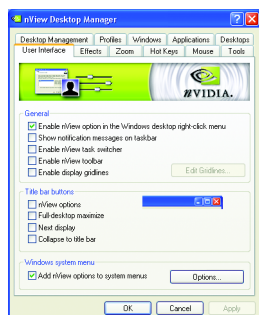 nView Desktop Manager
Desktop Management Profiles Windows Applications Desktops
User Interface Effects Zoom Hot Keys Mouse Tools
NVIDIA.
General
Enable nView option in the Windows desktop right-click menu
Show notification messages on taskbar
Enable nView task switcher
Enable nView toolbar
Enable display gridlines
Edit Gridlines...
Title bar buttons
nView options
Full-desktop maximize
Next display
Collapse to title bar
Windows system menu
Add nView options to system menus
Options...
OK Cancel Apply